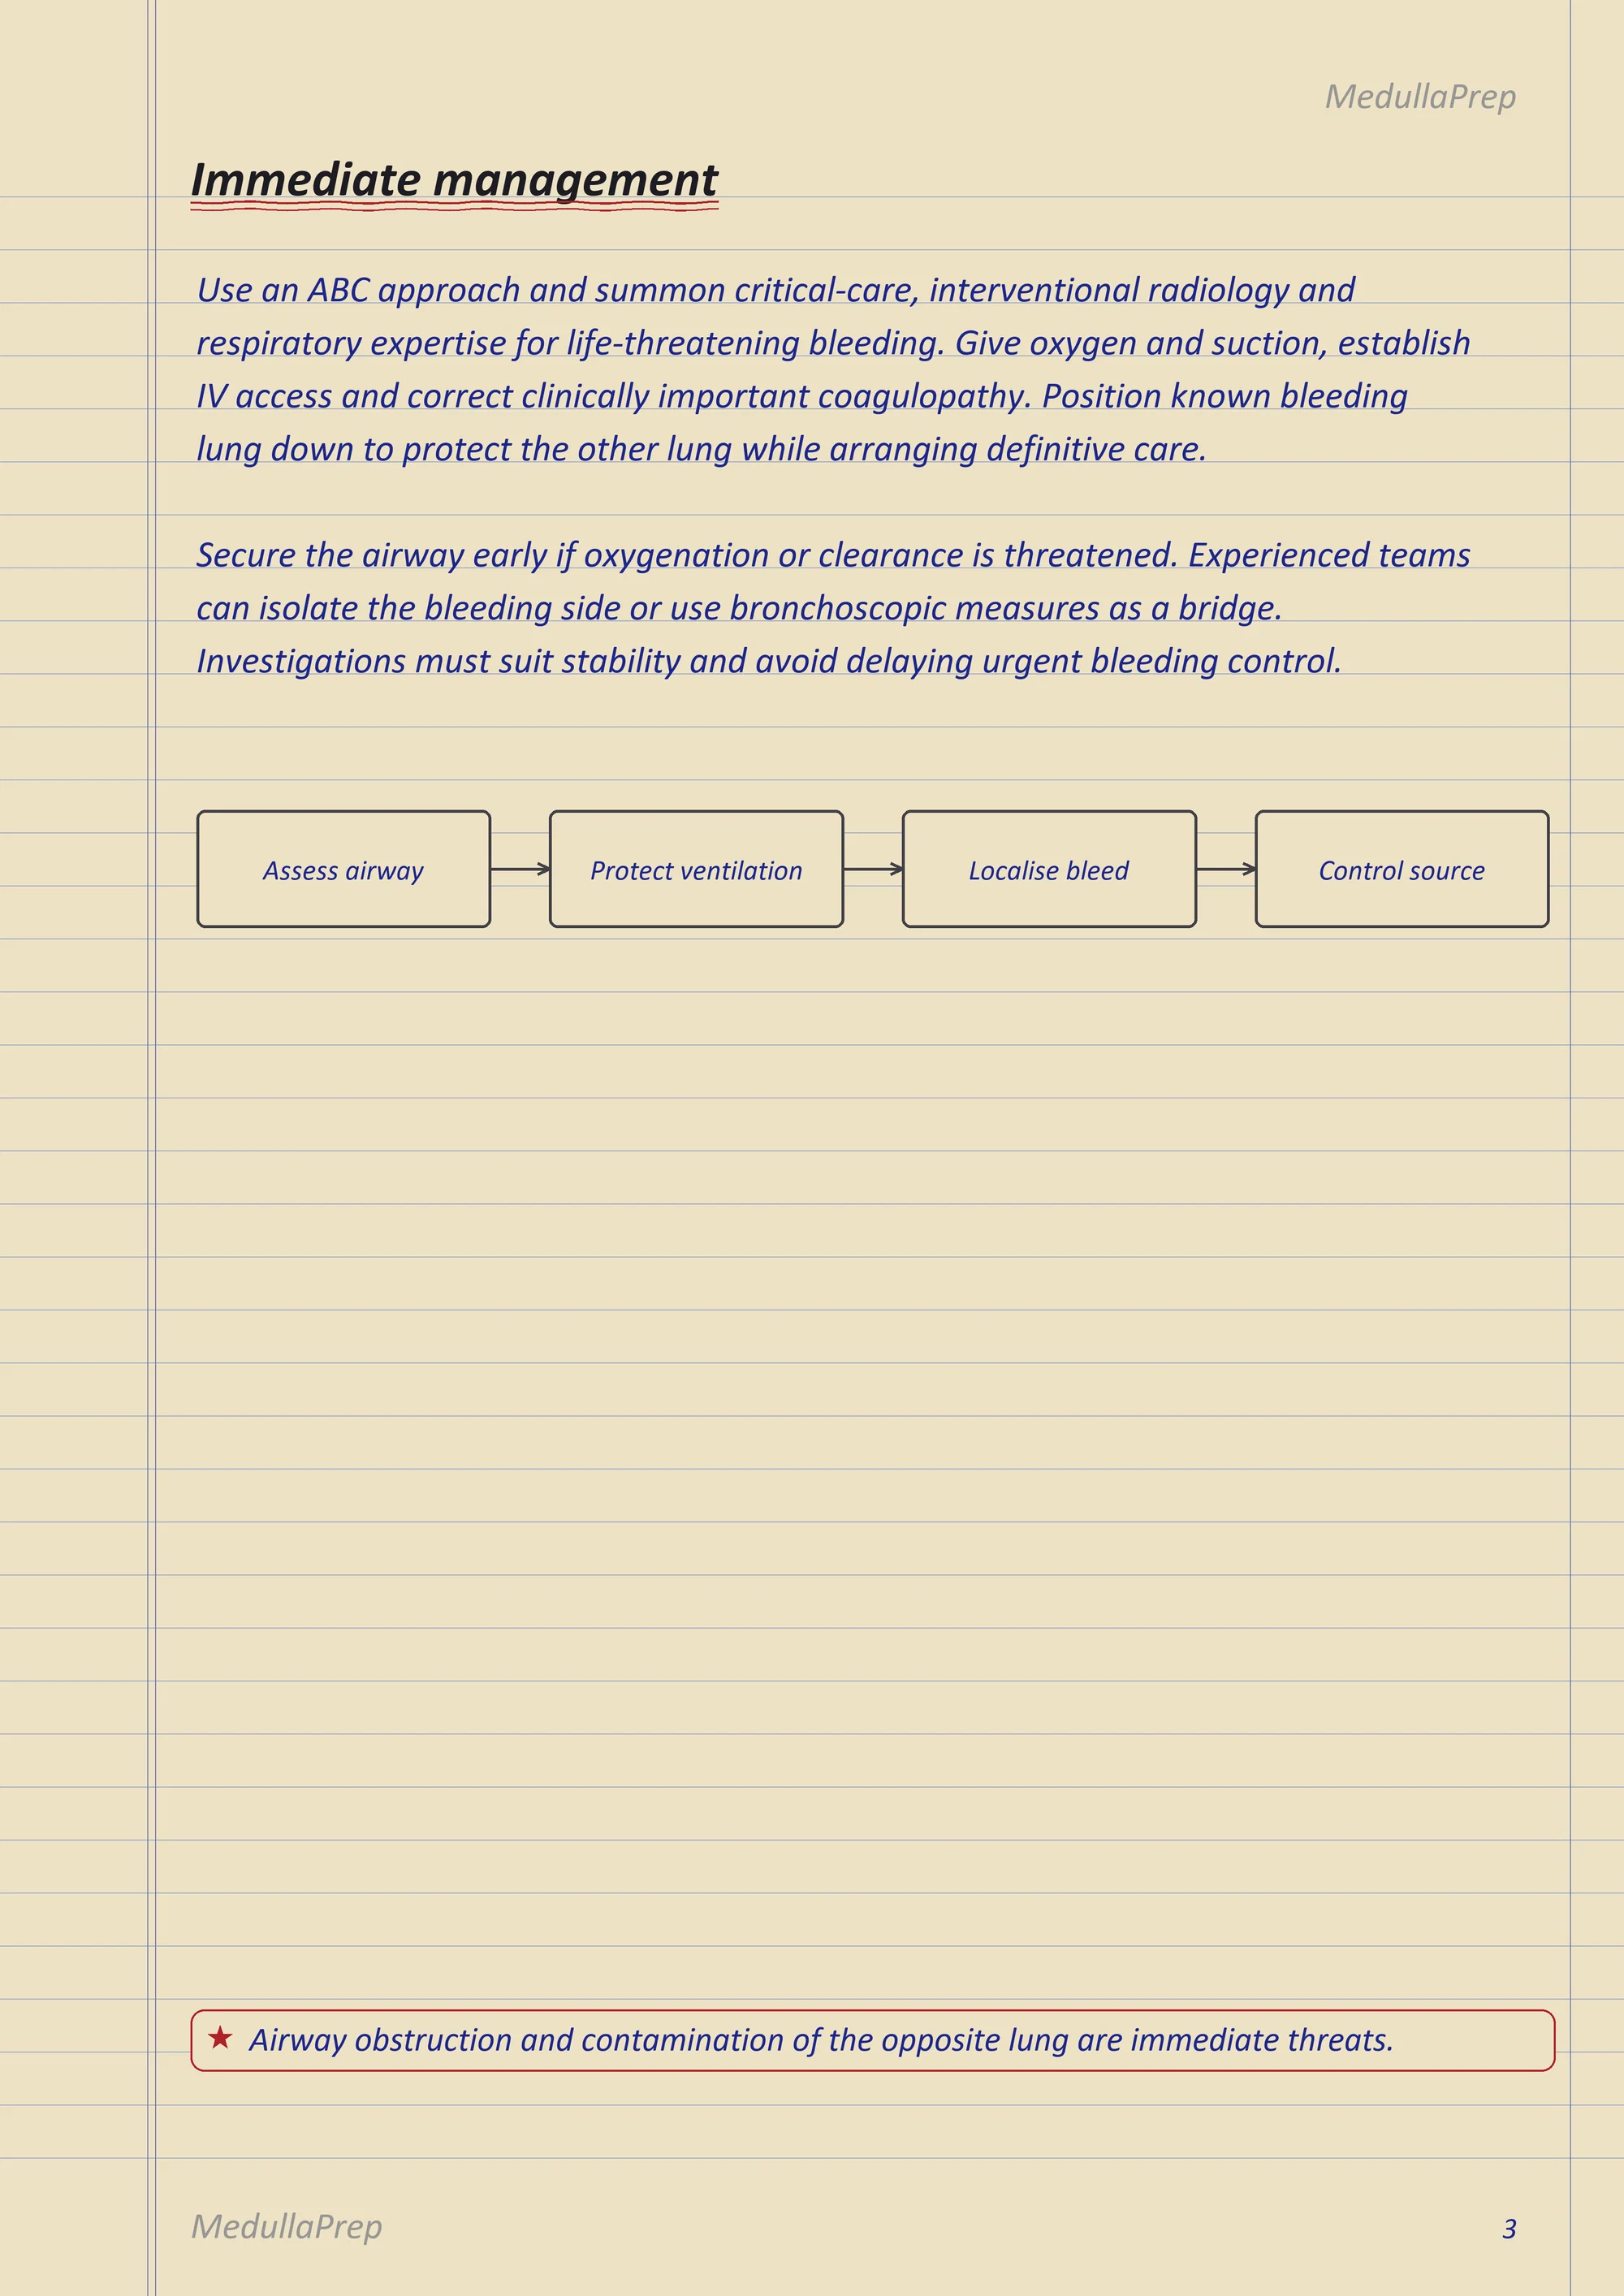 MedullaPrep
Immediate management
Use an ABC approach and summon critical-care, interventional radiology and
respiratory expertise for life-threatening bleeding. Give oxygen and suction, establish
IV access and correct clinically important coagulopathy. Position known bleeding
lung down to protect the other lung while arranging definitive care.
Secure the airway early if oxygenation or clearance is threatened. Experienced teams
can isolate the bleeding side or use bronchoscopic measures as a bridge.
Investigations must suit stability and avoid delaying urgent bleeding control.
Assess airway
Protect ventilation
Localise bleed
Control source
★ Airway obstruction and contamination of the opposite lung are immediate threats.
MedullaPrep
3